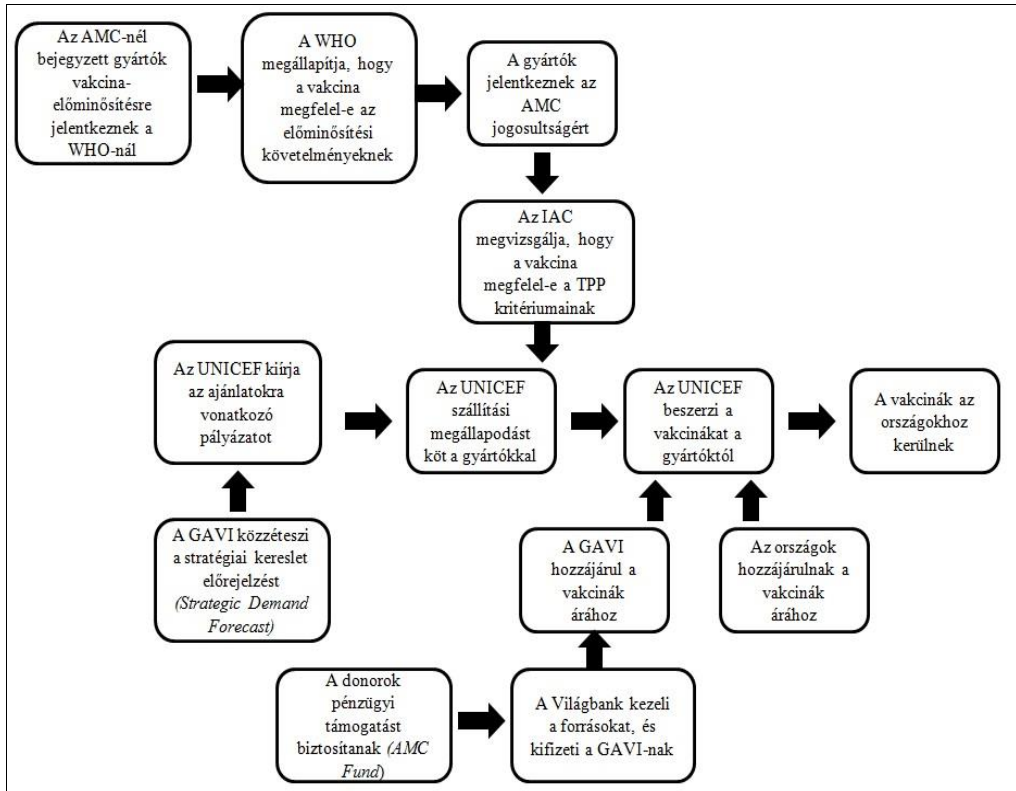 Az AMC-nél
bejegyzett gyártók
vakcina-
előminősítésre
jelentkeznek a
WHO-nál
A WHO
megállapítja, hogy
a vakcina
megfelel-e az
előminősítési
követelményeknek
A gyártók
jelentkeznek az
AMC
jogosultságért
Az IAC
megvizsgálja, hogy
a vakcina
megfelel-e a TPP
kritériumainak
Az UNICEF kiírja
az ajánlatokra
vonatkozó
pályázatot
Az UNICEF
szállítási
megállapodást
köt a gyártókkal
Az UNICEF
beszerzi a
vakcinákat a
gyártóktól
A vakcinák az
országokhoz
kerülnek
A GAVI közzéteszi
a stratégiai kereslet
előrejelzést
(Strategic Demand
Forecast)
A GAVI
hozzájárul a
vakcinák
árához
Az országok
hozzájárulnak a
vakcinák
árához
A donorok
pénzügyi
támogatást
biztosítanak (AMC
Fund)
A Világbank kezeli
a forrásokat, és
kifizeti a GAVI-nak